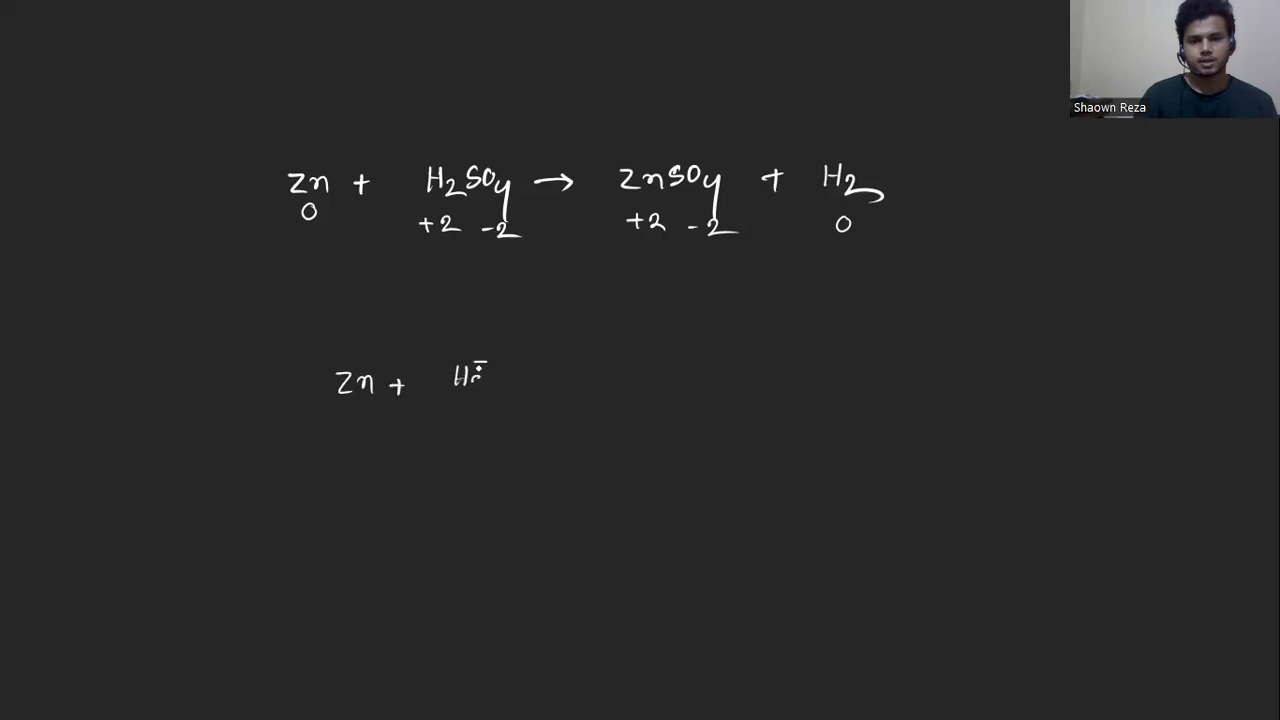 Shaown Reza
Zn + H2SO4 → ZnSO4 + H2
0 +2 -2 +2 -2 0
Zn +